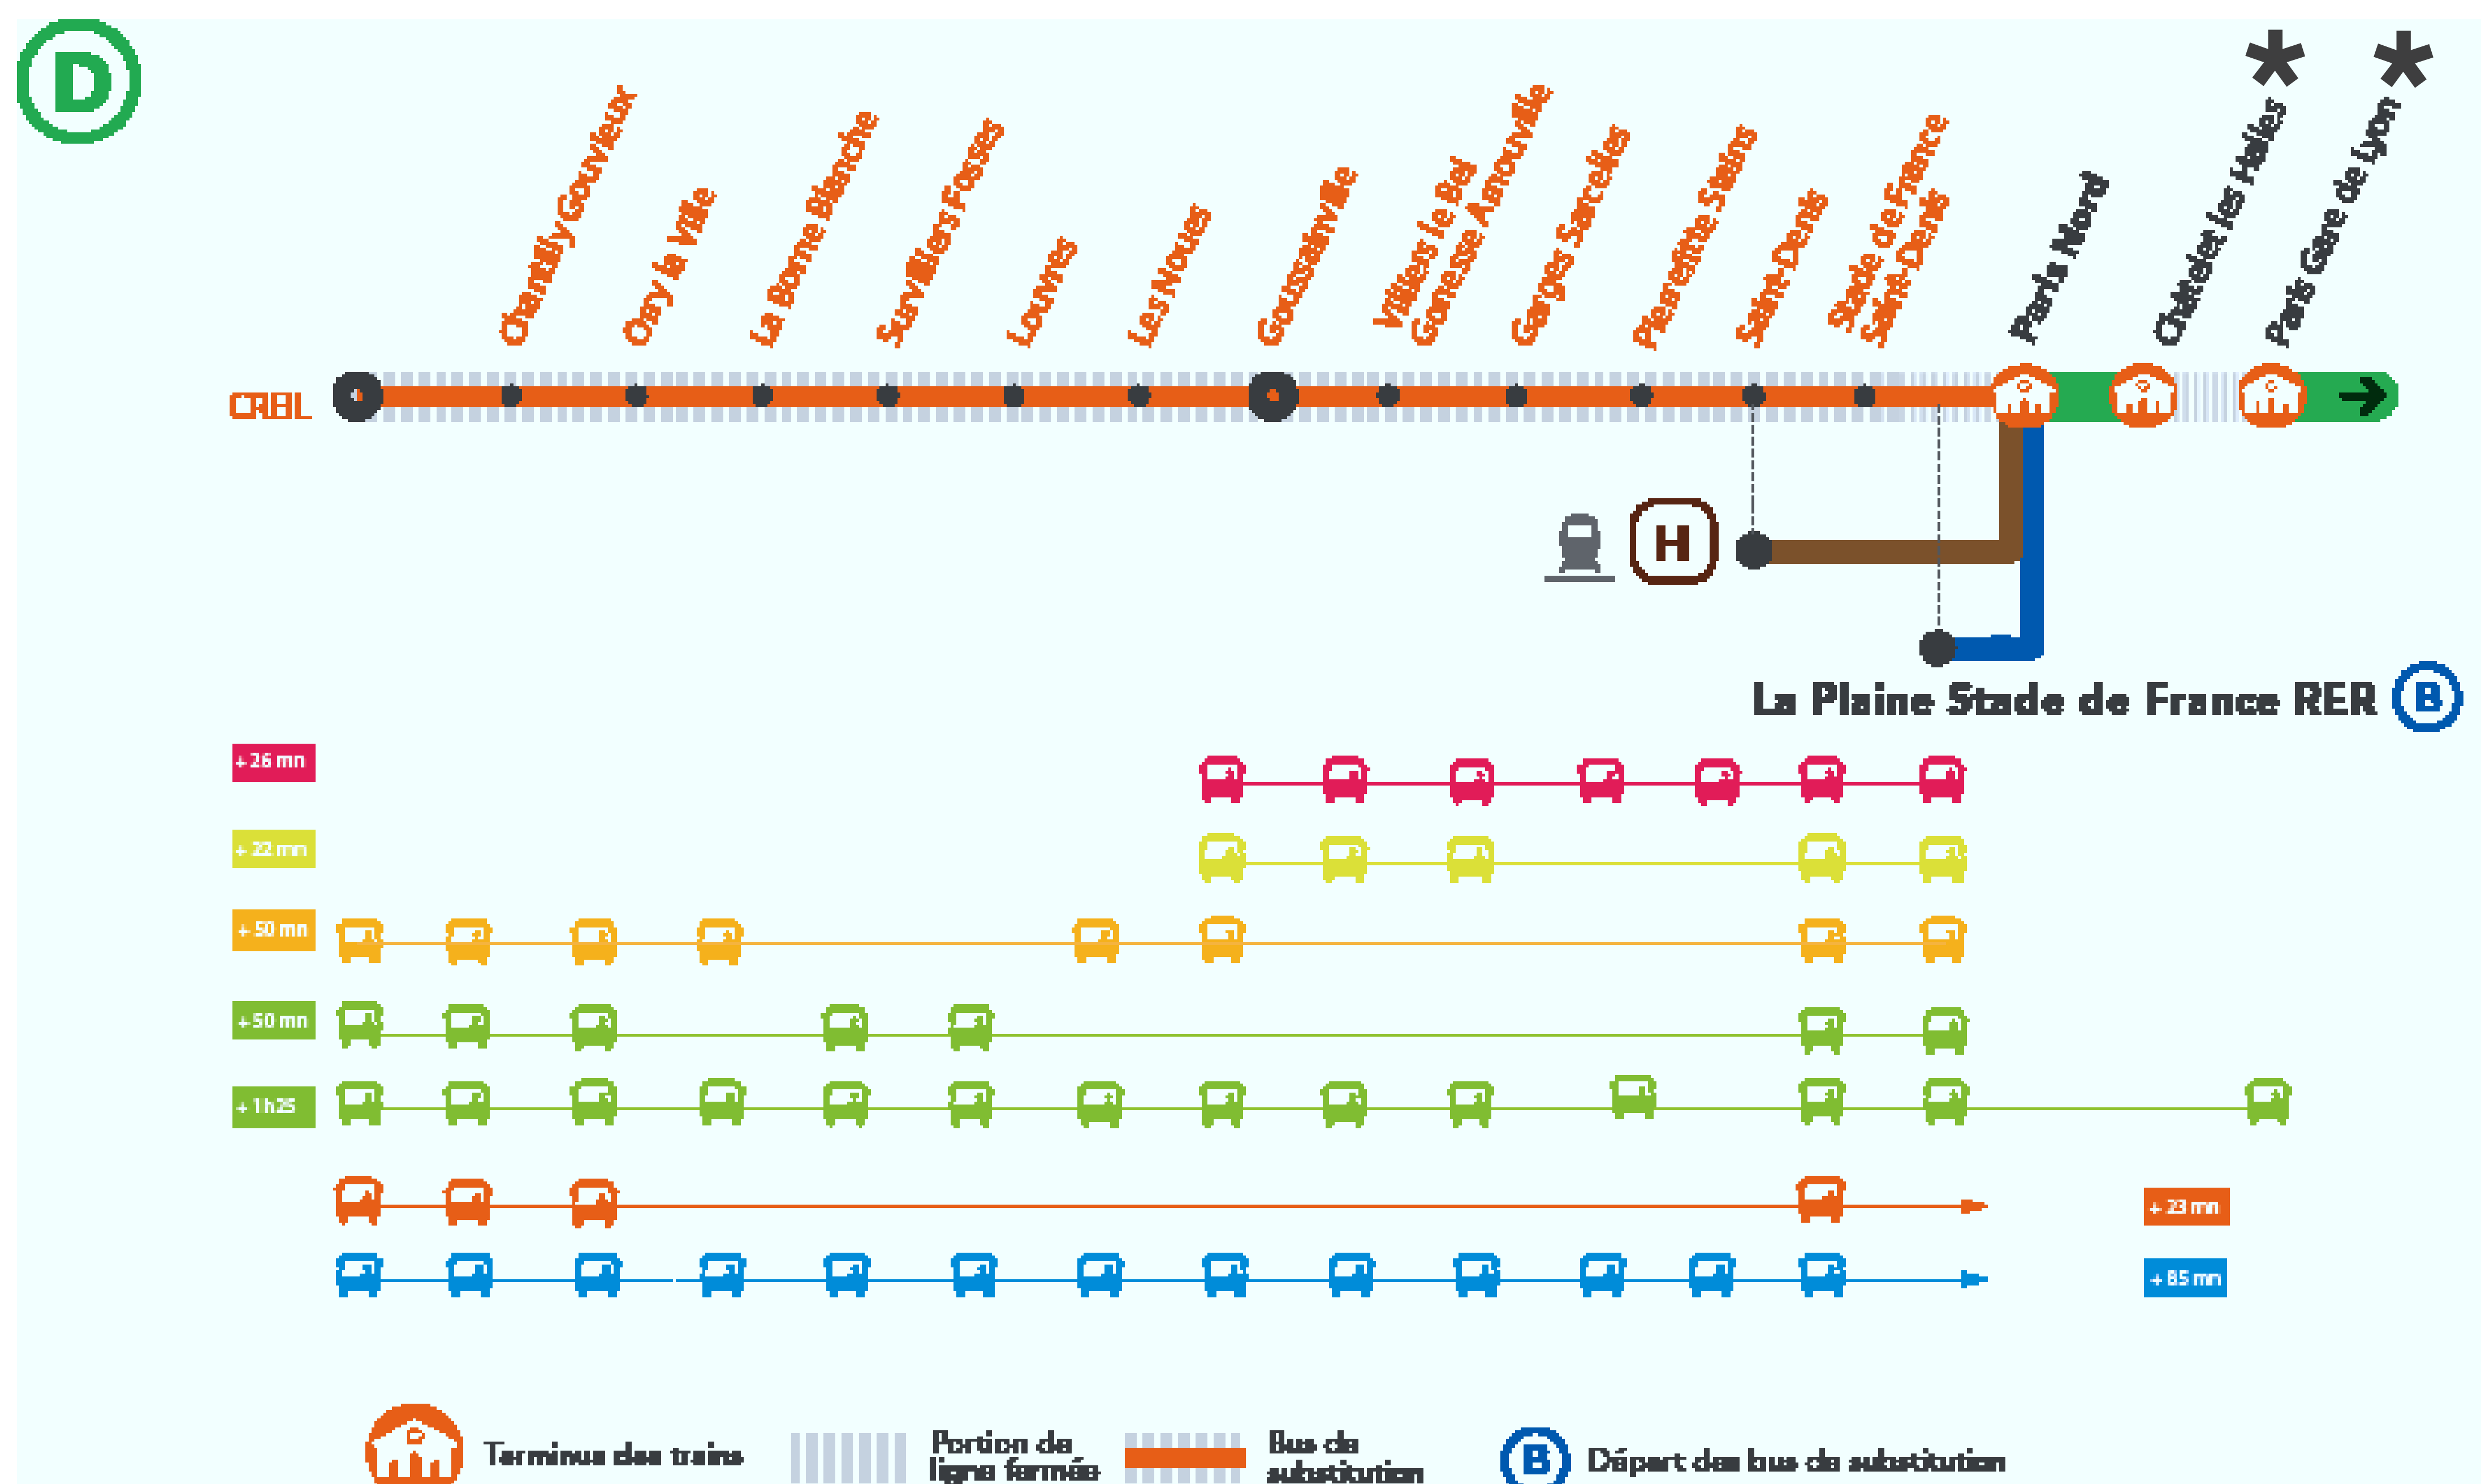 D
* *
Chantilly Gouvieux
Orry la Ville
La Borne Blanche
Survilliers Fosses
Louvres
Les Noues
Goussainville
Villiers le Bel
Gonesse Arnouville
Garges Sarcelles
Pierrefitte Stains
Saint-Denis
Stade de France
Saint-Denis
Paris Nord
Châtelet les Halles
Paris Gare de Lyon
H
La Plaine Stade de France RER B
+ 26 mn
+ 22 mn
+ 50 mn
+ 50 mn
+ 1h25
+ 23 mn
+ 85 mn
Terminus des trains
Portion de
ligne fermée
Bus de
substitution
B
Départ des bus de substitution